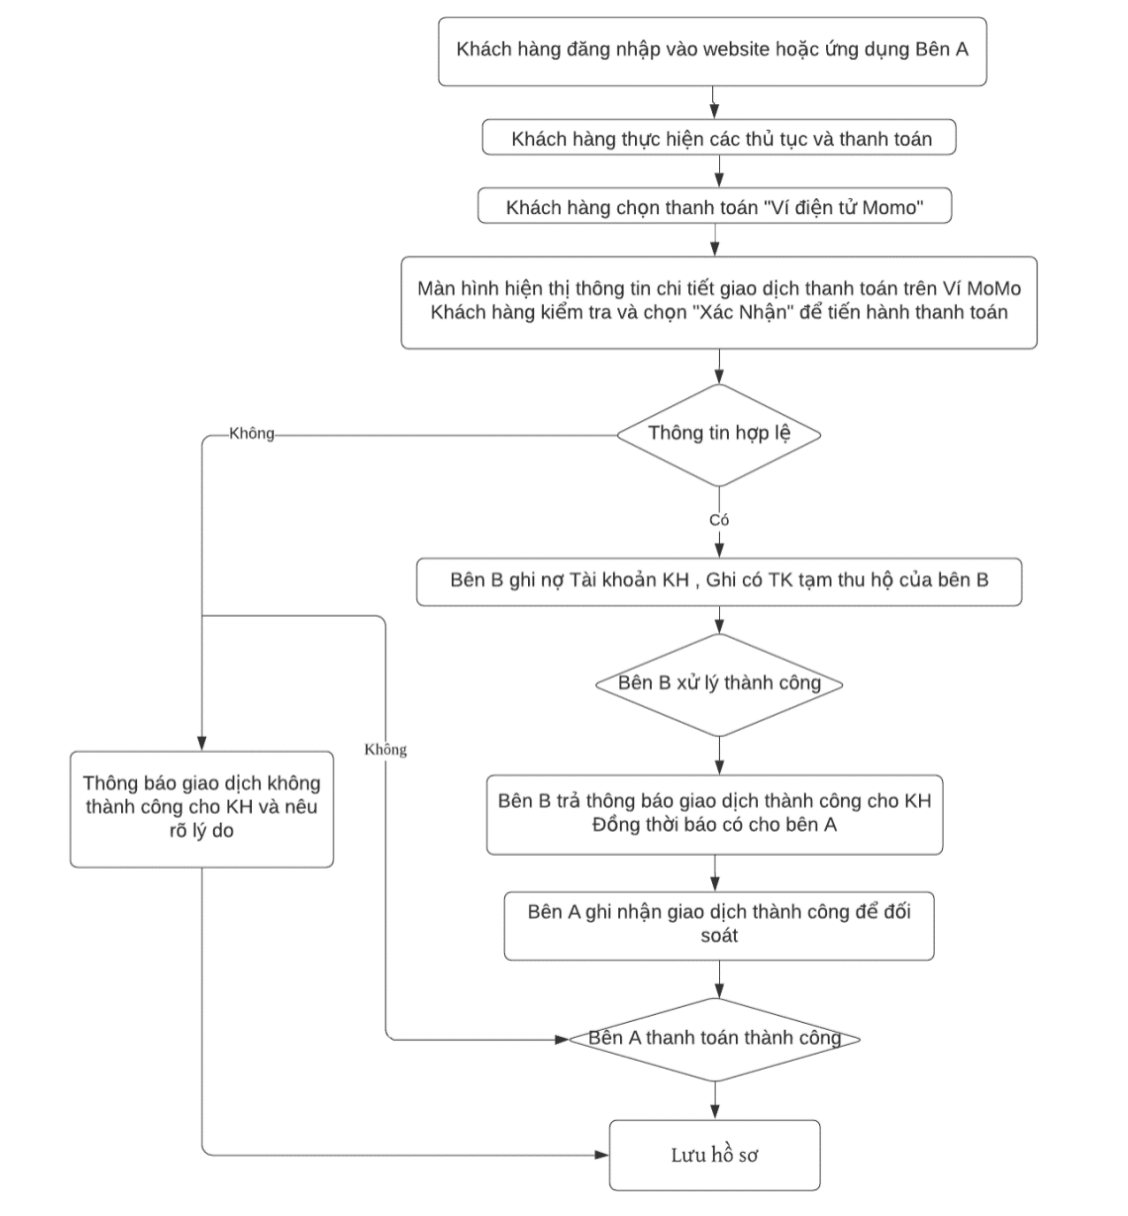 Khách hàng đăng nhập vào website hoặc ứng dụng Bên A
Khách hàng thực hiện các thủ tục và thanh toán
Khách hàng chọn thanh toán "Ví điện tử Momo"
Màn hình hiện thị thông tin chi tiết giao dịch thanh toán trên Ví MoMo
Khách hàng kiểm tra và chọn "Xác Nhận" để tiến hành thanh toán
Thông tin hợp lệ
Không
Có
Bên B ghi nợ Tài khoản KH , Ghi có TK tạm thu hộ của bên B
Bên B xử lý thành công
Không
Thông báo giao dịch không
thành công cho KH và nêu
rõ lý do
Bên B trả thông báo giao dịch thành công cho KH
Đồng thời báo có cho bên A
Bên A ghi nhận giao dịch thành công để đối
soát
Bên A thanh toán thành công
Lưu hồ sơ